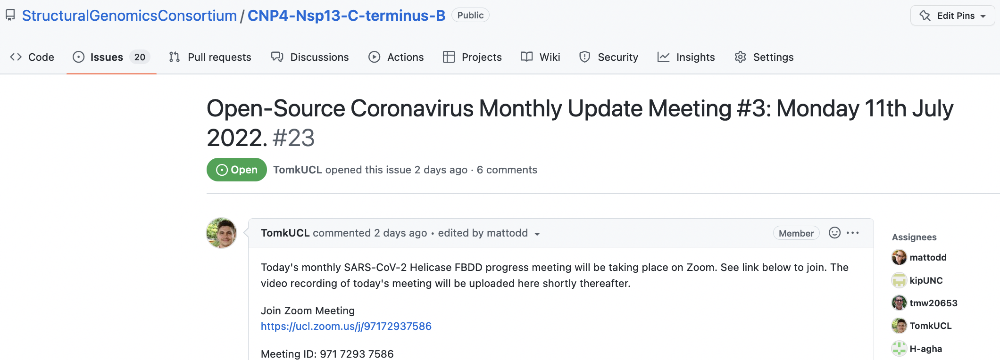 StructuralGenomicsConsortium / CNP4-Nsp13-C-terminus-B Public Edit Pins
Code Issues 20 Pull requests Discussions Actions Projects Wiki Security Insights Settings
Open-Source Coronavirus Monthly Update Meeting #3: Monday 11th July
2022. #23
Open TomkUCL opened this issue 2 days ago · 6 comments
TomkUCL commented 2 days ago • edited by mattodd Member
Today's monthly SARS-CoV-2 Helicase FBDD progress meeting will be taking place on Zoom. See link below to join. The
video recording of today's meeting will be uploaded here shortly thereafter.
Join Zoom Meeting
https://ucl.zoom.us/j/97172937586
Meeting ID: 971 7293 7586
Assignees
mattodd
kipUNC
tmw20653
TomkUCL
H-agha